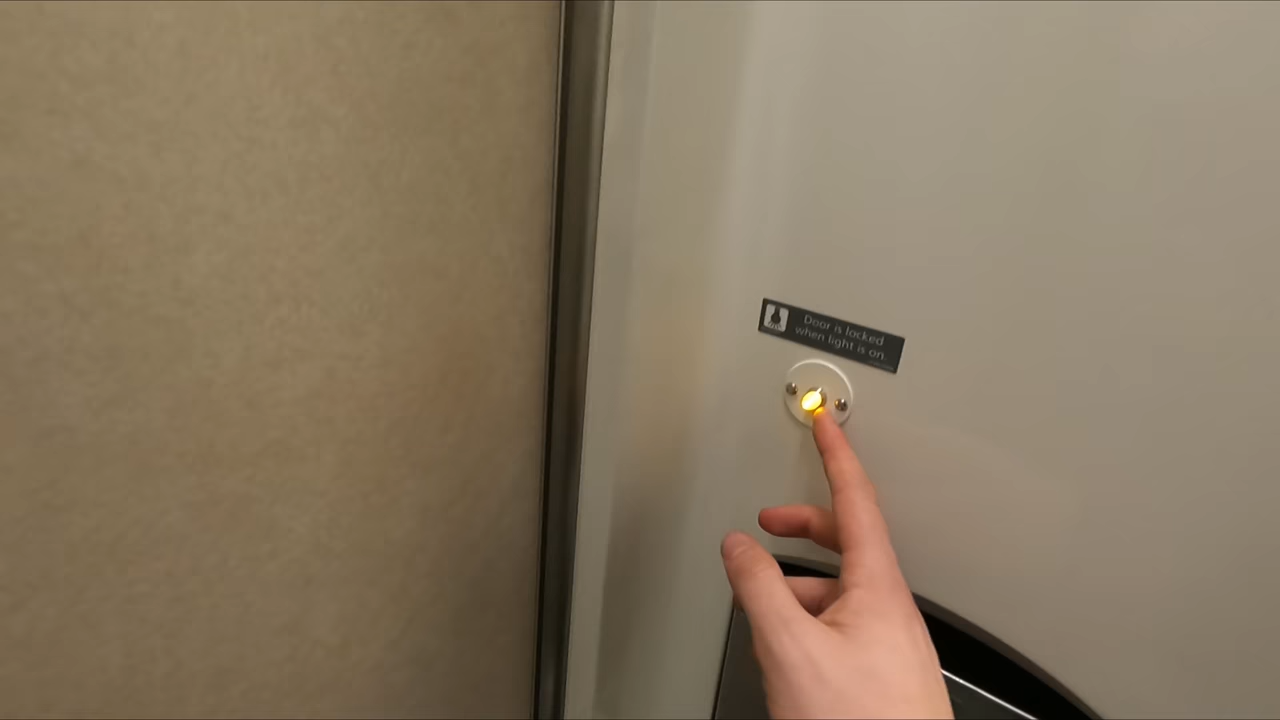 Door is locked
when light is on.